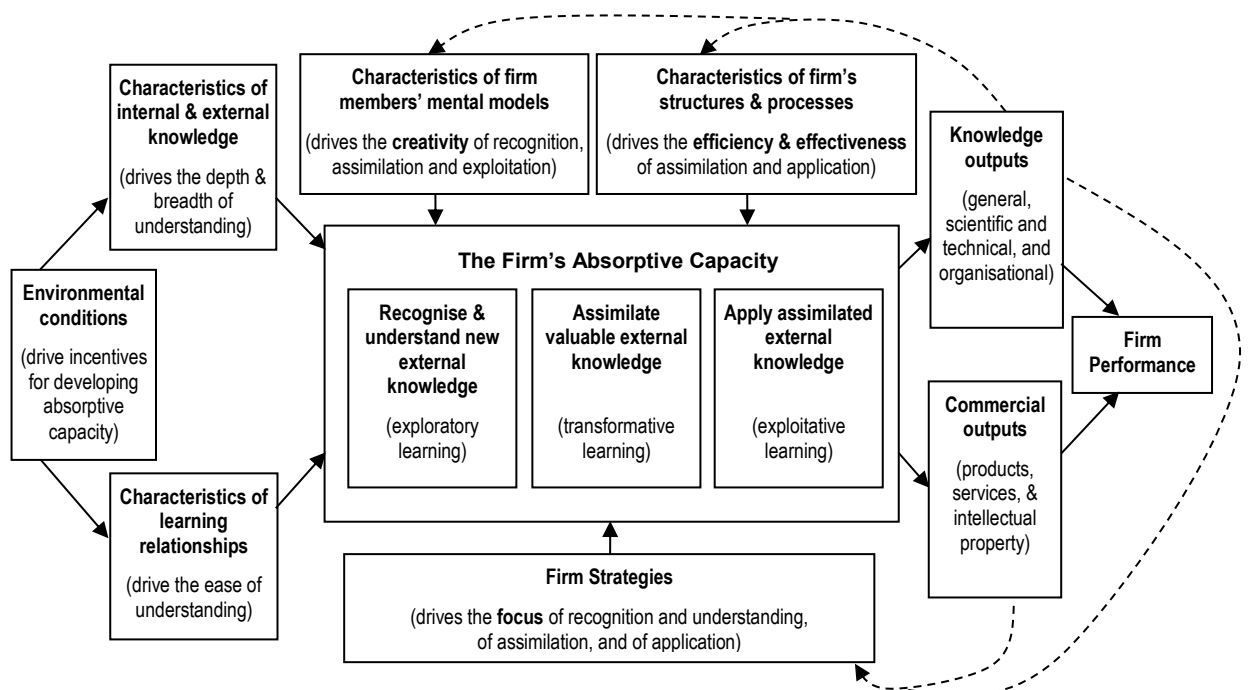 Characteristics of
internal & external
knowledge
(drives the depth &
breadth of
understanding)
Environmental
conditions
(drive incentives
for developing
absorptive
capacity)
Characteristics of
learning
relationships
(drive the ease of
understanding)
Characteristics of firm
members’ mental models
(drives the creativity of recognition,
assimilation and exploitation)
Characteristics of firm’s
structures & processes
(drives the efficiency & effectiveness
of assimilation and application)
The Firm’s Absorptive Capacity
Recognise &
understand new
external
knowledge
(exploratory
learning)
Assimilate
valuable external
knowledge
(transformative
learning)
Apply assimilated
external
knowledge
(exploitative
learning)
Firm Strategies
(drives the focus of recognition and understanding,
of assimilation, and of application)
Knowledge
outputs
(general,
scientific and
technical, and
organisational)
Commercial
outputs
(products,
services, &
intellectual
property)
Firm
Performance